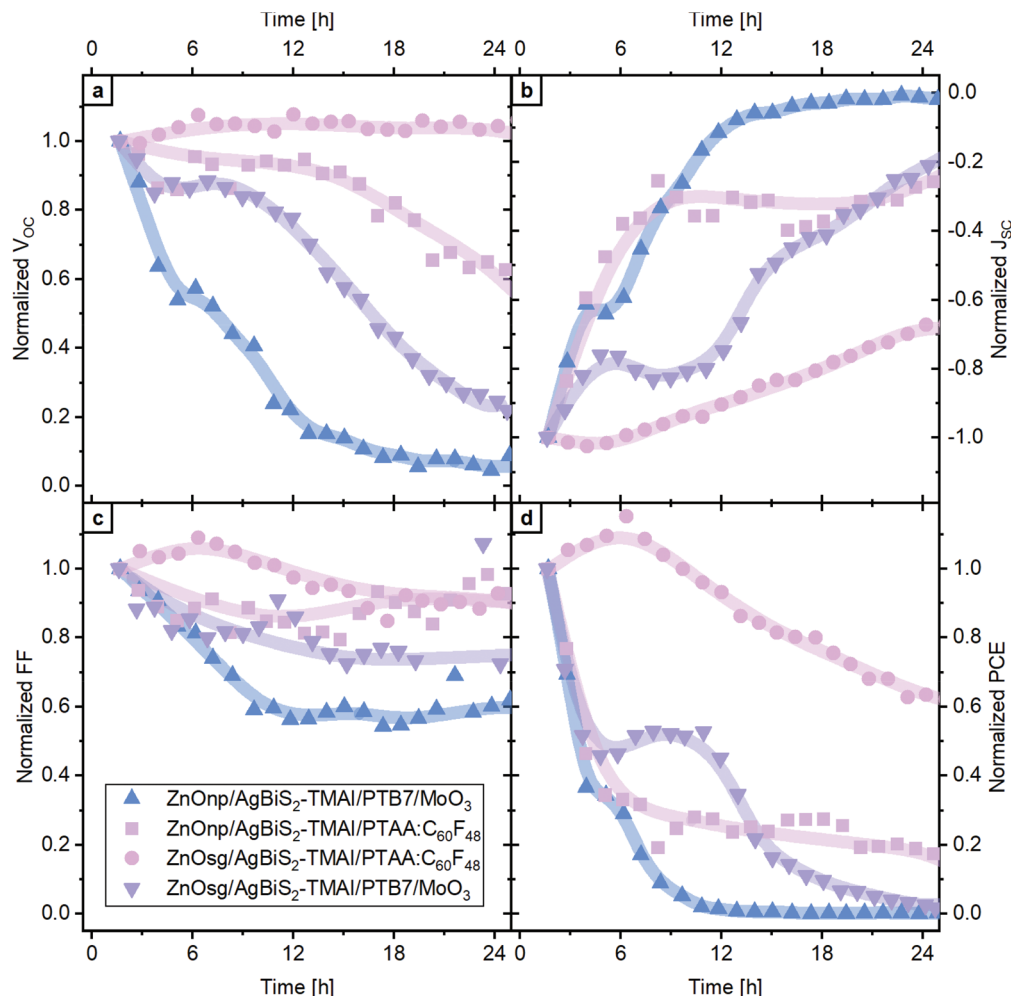 Time [h]
Time [h]
0 6 12 18 24
0 6 12 18 24
a
b
1.0
0.8
0.6
0.4
0.2
0.0
Normalized V_OC
0.0
-0.2
-0.4
-0.6
-0.8
-1.0
Normalized J_SC
c
d
1.0
0.8
0.6
0.4
0.2
0.0
Normalized FF
1.0
0.8
0.6
0.4
0.2
0.0
Normalized PCE
ZnOnp/AgBiS₂-TMAI/PTB7/MoO₃
ZnOnp/AgBiS₂-TMAI/PTAA:C₆₀F₄₈
ZnOsg/AgBiS₂-TMAI/PTAA:C₆₀F₄₈
ZnOsg/AgBiS₂-TMAI/PTB7/MoO₃
0 6 12 18 24
0 6 12 18 24
Time [h]
Time [h]